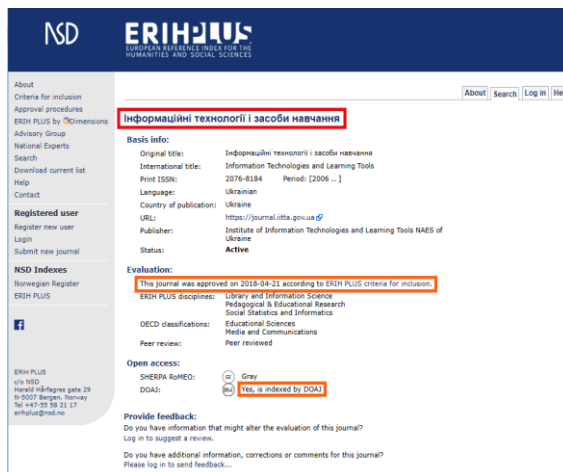 NSD
ERIH PLUS
EUROPEAN REFERENCE INDEX FOR THE
HUMANITIES AND SOCIAL SCIENCES
About
Criteria for inclusion
Approval procedures
ERIH PLUS by Dimensions
Advisory Group
National Experts
Search
Download current list
Help
Contact
Registered user
Register new user
Login
Submit new journal
NSD Indexes
Norwegian Register
ERIH PLUS
ERIH PLUS
c/o NSD
Harald Hårfagres gate 29
N-5007 Bergen, Norway
Tel +47-55 58 21 17
erihplus@nsd.no
About Search Log in He
Інформаційні технології і засоби навчання
Basis info:
Original title: Інформаційні технології і засоби навчання
International title: Information Technologies and Learning Tools
Print ISSN: 2076-8184 Period: [2006 .. ]
Language: Ukrainian
Country of publication: Ukraine
URL: https://journal.iitta.gov.ua
Publisher: Institute of Information Technologies and Learning Tools NAES of
Ukraine
Status: Active
Evaluation:
This journal was approved on 2018-04-21 according to ERIH PLUS criteria for inclusion.
ERIH PLUS disciplines: Library and Information Science
Pedagogical & Educational Research
Social Statistics and Informatics
OECD classifications: Educational Sciences
Media and Communications
Peer review: Peer reviewed
Open access:
SHERPA RoMEO: Gray
DOAJ: Yes, is indexed by DOAJ
Provide feedback:
Do you have information that might alter the evaluation of this journal?
Log in to suggest a review.
Do you have additional information, corrections or comments for this journal?
Please log in to send feedback...